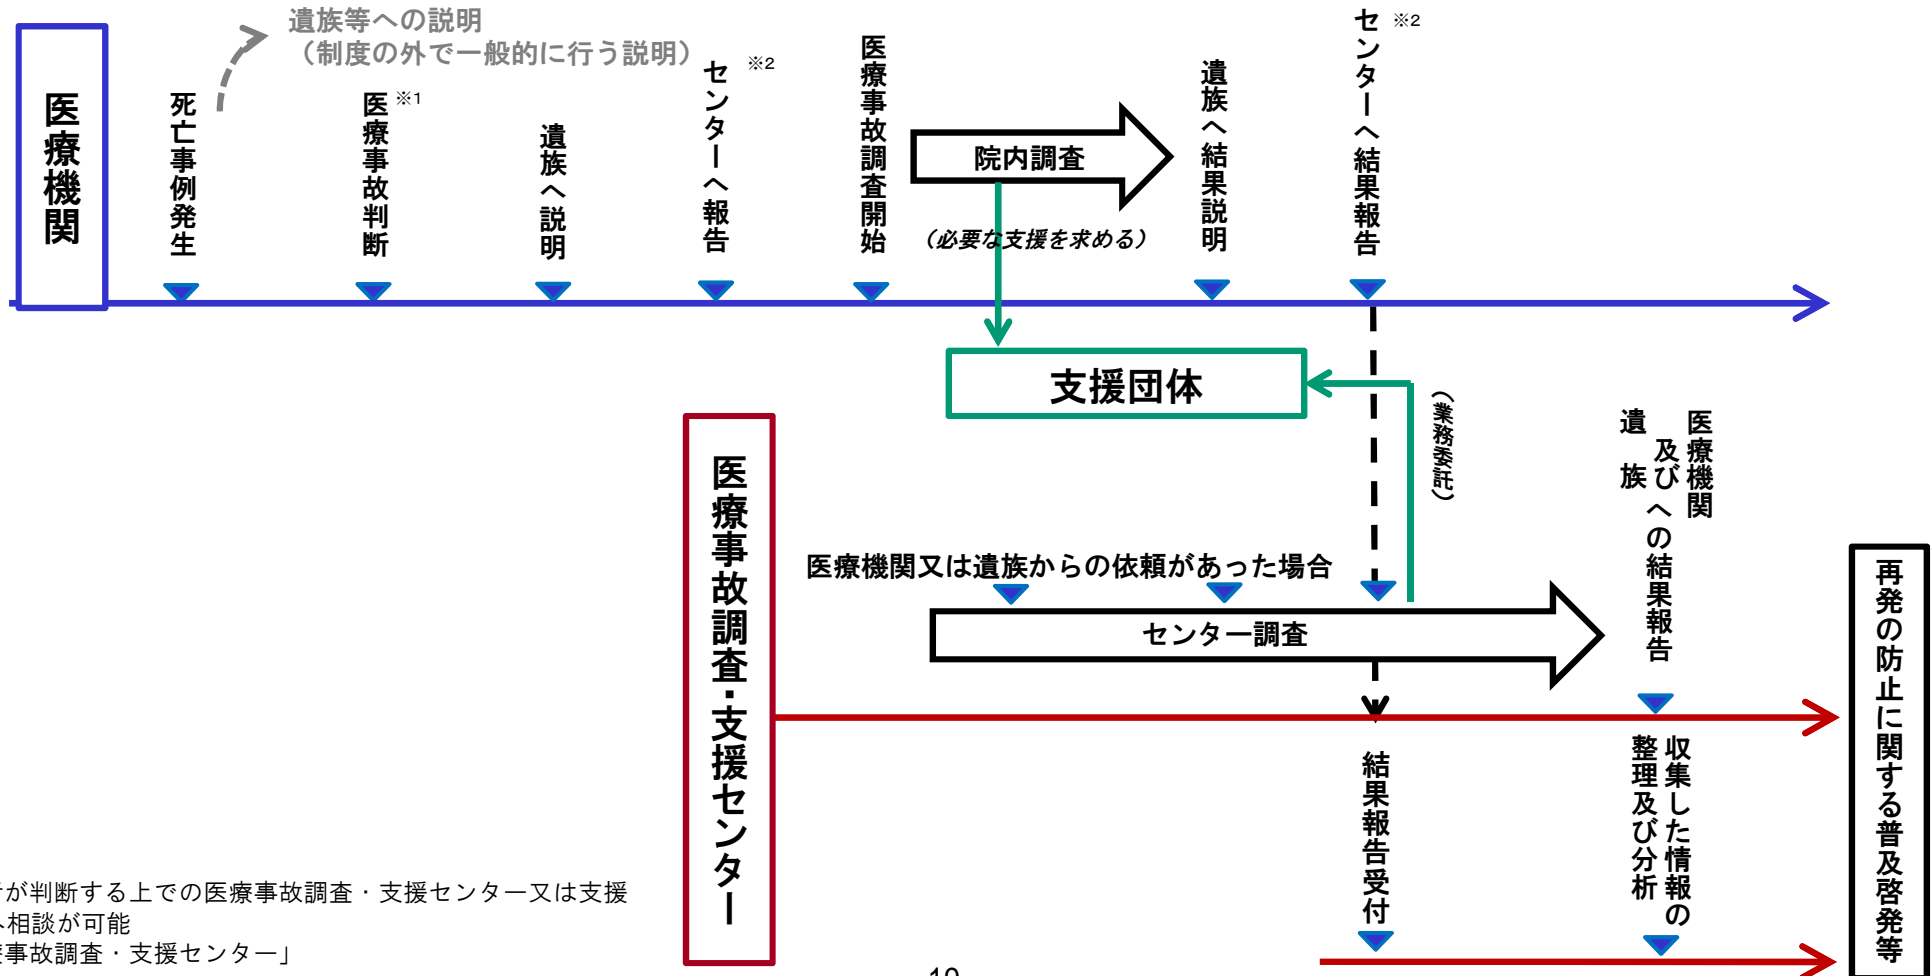 遺族等への説明
（制度の外で一般的に行う説明）
医療機関
死亡事例発生
医療事故判断
※1
遺族へ説明
センターへ報告
※2
医療事故調査開始
院内調査
（必要な支援を求める）
遺族へ結果説明
センターへ結果報告
※2
支援団体
（業務委託）
医療事故調査・支援センター
医療機関又は遺族からの依頼があった場合
センター調査
医療機関
及び
遺 族
への結果報告
結果報告受付
収集した情報の
整理及び分析
再発の防止に関する普及啓発等
が判断する上での医療事故調査・支援センター又は支援
相談が可能
事故調査・支援センター」
10